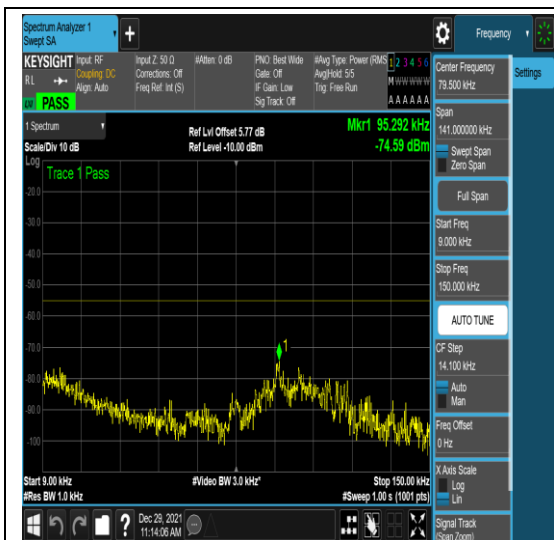 Spectrum Analyzer 1
Swept SA
Frequency
KEYSIGHT
RL
Input: RF
Coupling: DC
Align: Auto
Input Z: 50 Ω
Corrections: Off
Freq Ref: Int (S)
#Atten: 0 dB
PNO: Best Wide
Gate: Off
IF Gain: Low
Sig Track: Off
#Avg Type: Power (RMS
Avg|Hold: 5/5
Trig: Free Run
1 2 3 4 5 6
M W W W W W
A A A A A A
PASS
1 Spectrum
Scale/Div 10 dB
Ref Lvl Offset 5.77 dB
Ref Level -10.00 dBm
Mkr1 95.292 kHz
-74.59 dBm
Log
Trace 1 Pass
-20.0
-30.0
-40.0
-50.0
-60.0
-70.0
-80.0
-90.0
-100
1
Start 9.00 kHz
#Res BW 1.0 kHz
#Video BW 3.0 kHz*
Stop 150.00 kHz
#Sweep 1.00 s (1001 pts)
Dec 29, 2021
11:14:06 AM
?
Settings
Center Frequency
79.500 kHz
Span
141.000000 kHz
Swept Span
Zero Span
Full Span
Start Freq
9.000 kHz
Stop Freq
150.000 kHz
AUTO TUNE
CF Step
14.100 kHz
Auto
Man
Freq Offset
0 Hz
X Axis Scale
Log
Lin
Signal Track
(Span Zoom)